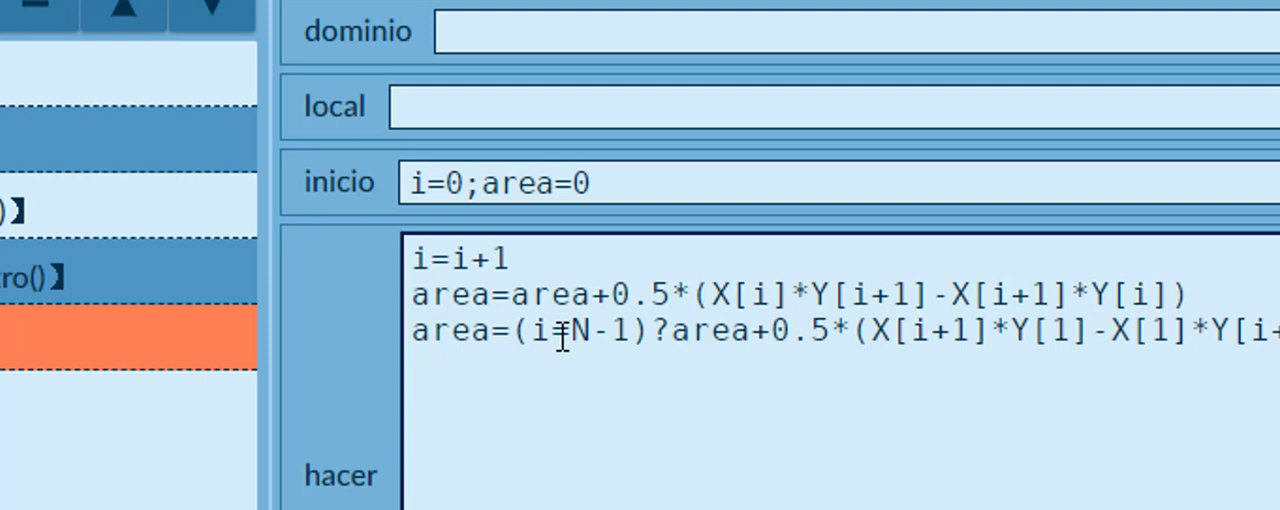 dominio
local
inicio i=0;area=0
)】
tro()】
hacer
i=i+1
area=area+0.5*(X[i]*Y[i+1]-X[i+1]*Y[i])
area=(i=N-1)?area+0.5*(X[i+1]*Y[1]-X[1]*Y[i+